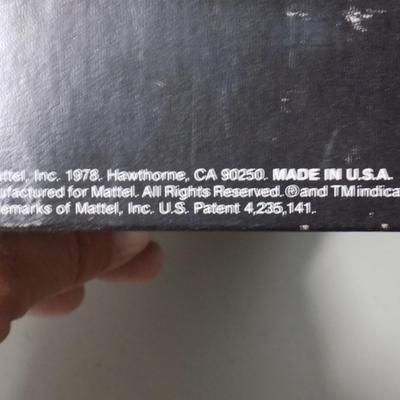 attel, Inc. 1978. Hawthorne, CA 90250. MADE IN U.S.A.
ufactured for Mattel. All Rights Reserved. ® and TM indica
emarks of Mattel, Inc. U.S. Patent 4,235,141.